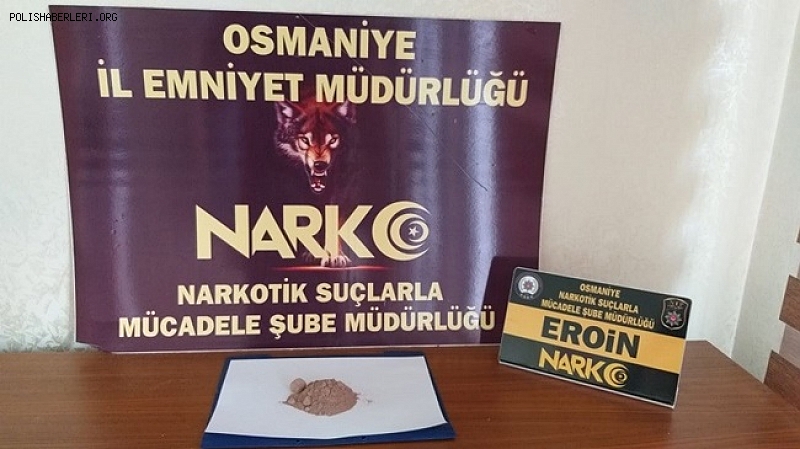 POLISHABERLERI.ORG
OSMANİYE
İL EMNİYET MÜDÜRLÜĞÜ
NARKO
NARKOTİK SUÇLARLA
MÜCADELE ŞUBE MÜDÜRLÜĞÜ
OSMANİYE
NARKOTİK SUÇLARLA
MÜCADELE ŞUBE MÜDÜRLÜĞÜ
EROiN
NARKO